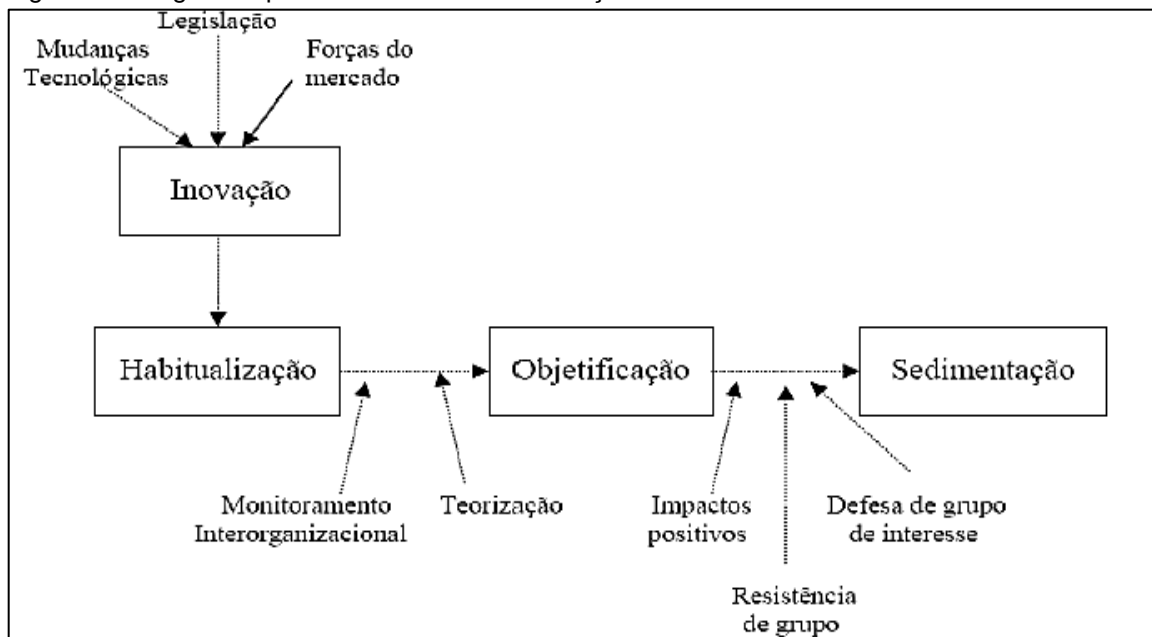 Legislação
Mudanças
Tecnológicas
Forças do
mercado
Inovação
Habitualização
Objetificação
Sedimentação
Monitoramento
Interorganizacional
Teorização
Impactos
positivos
Defesa de grupo
de interesse
Resistência
de grupo